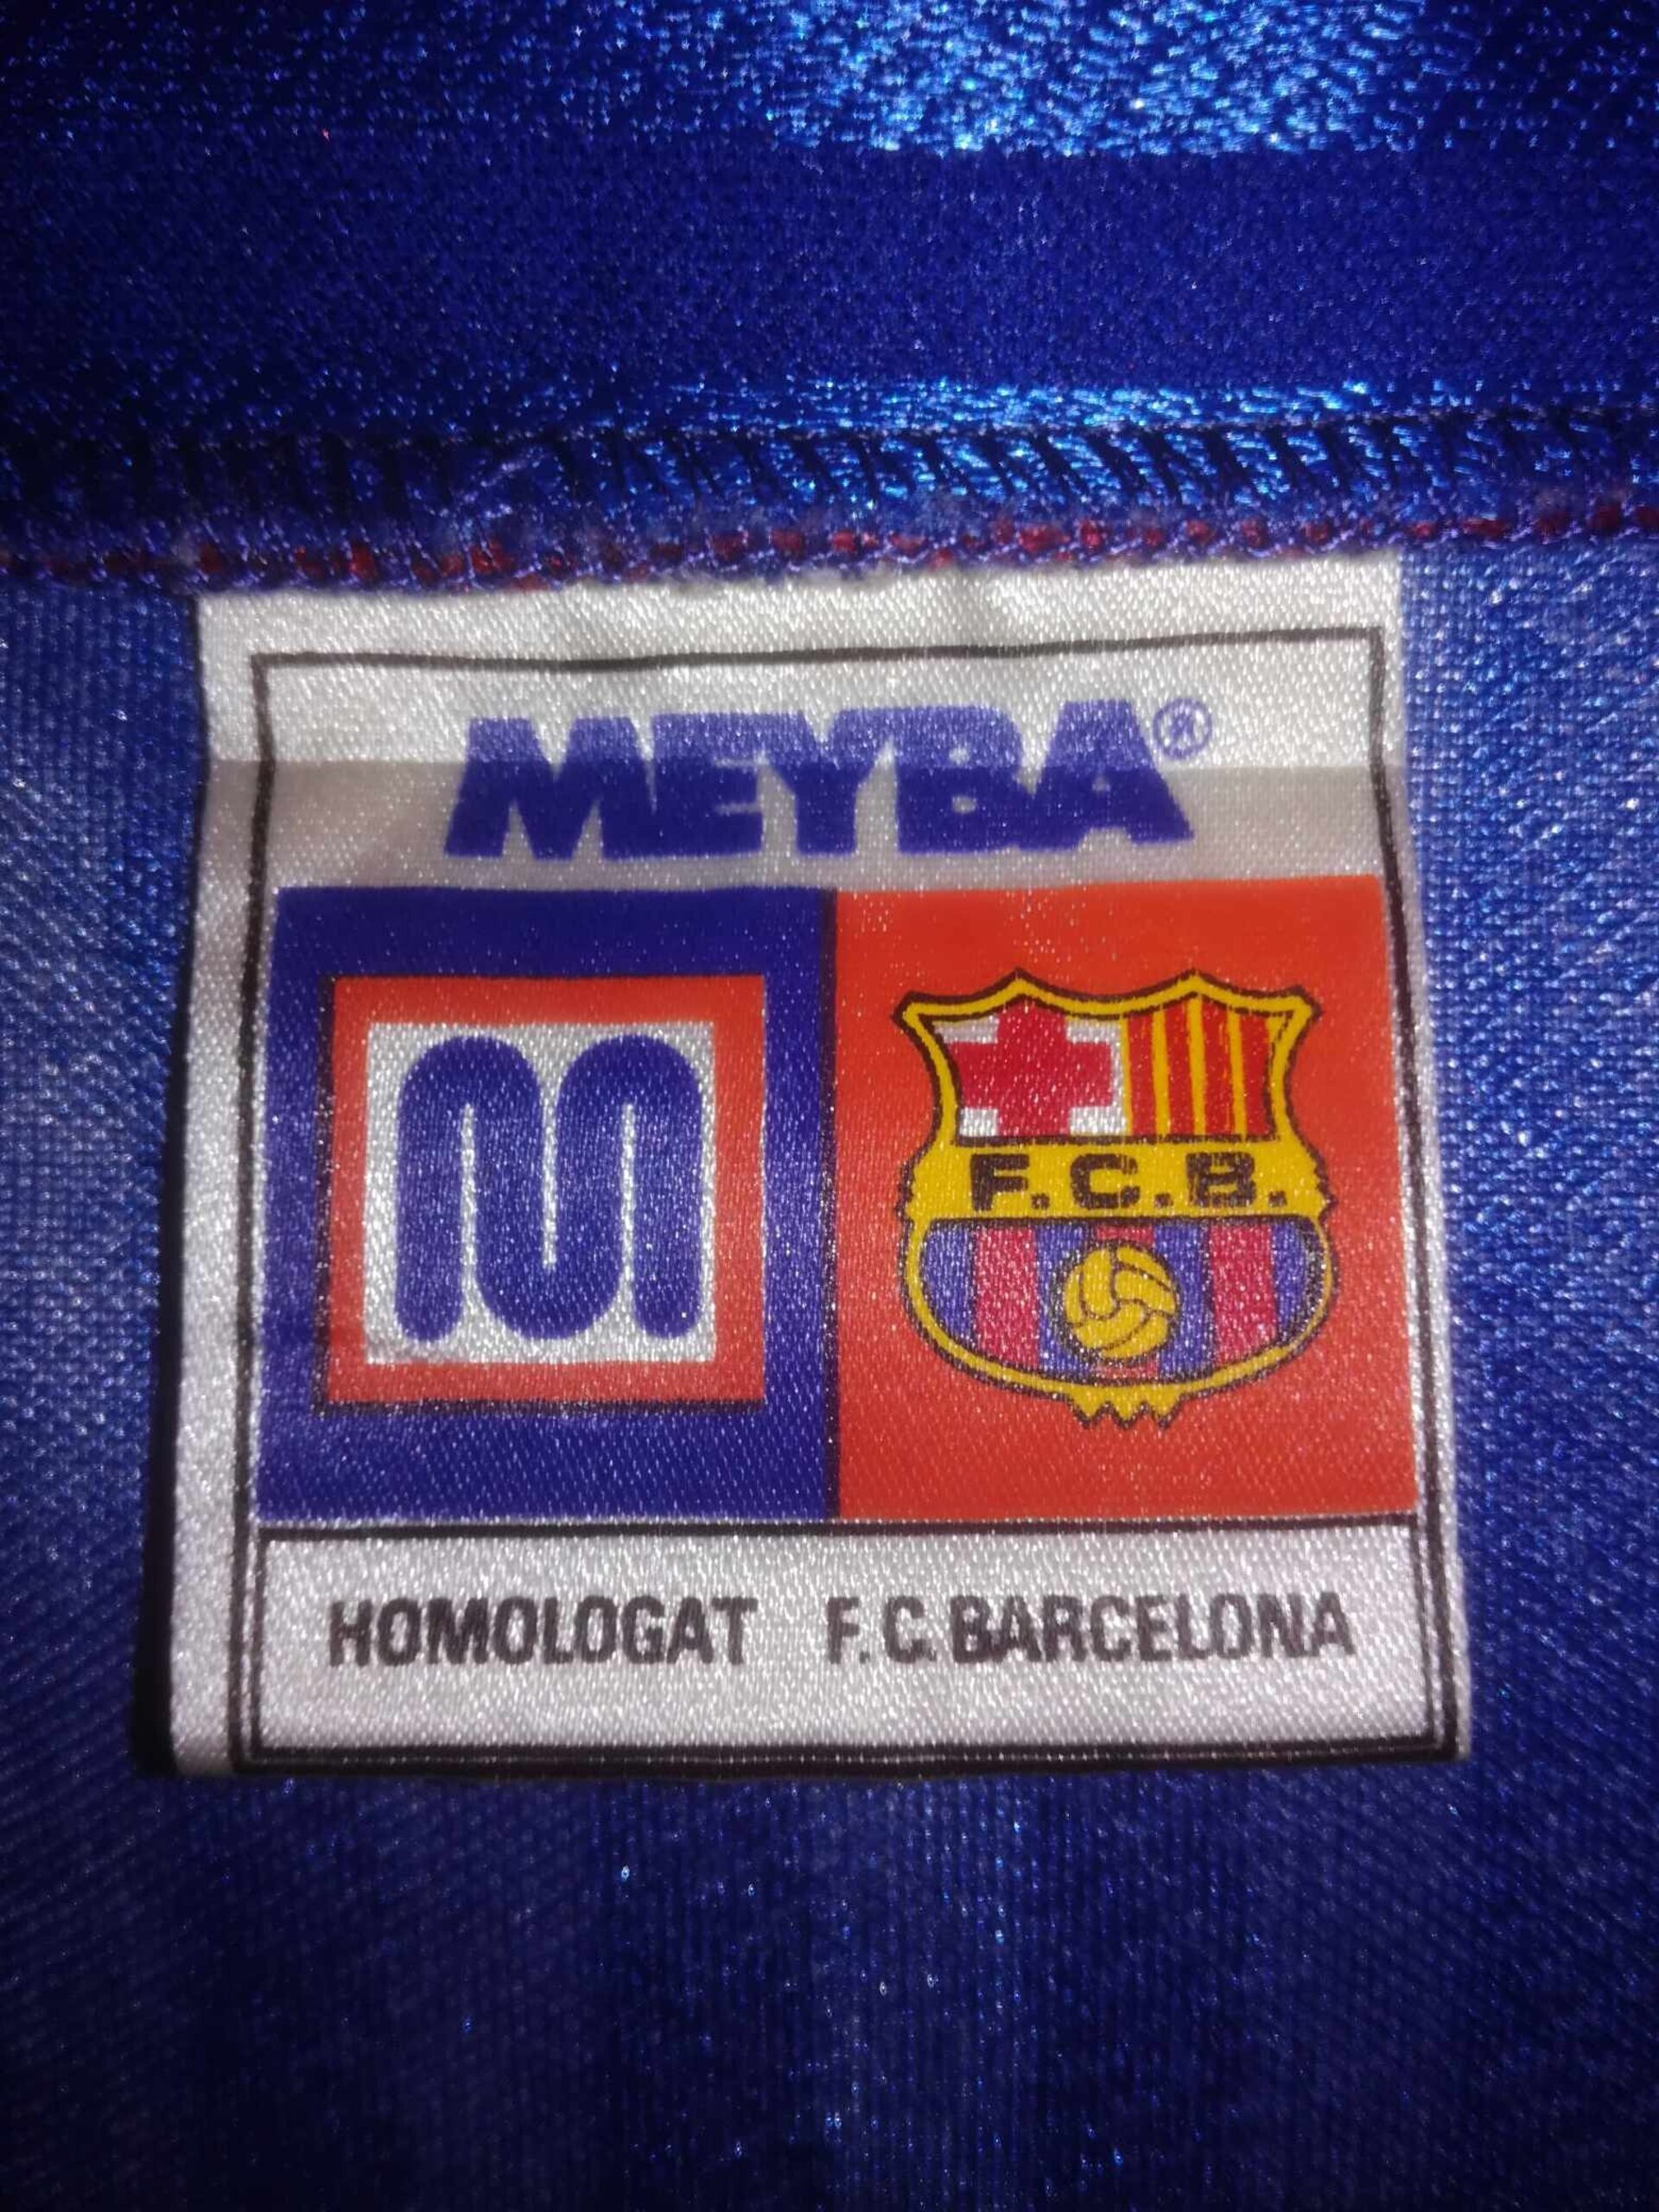 MEYBA®
M
F.C.B.
HOMOLOGAT F.C. BARCELONA